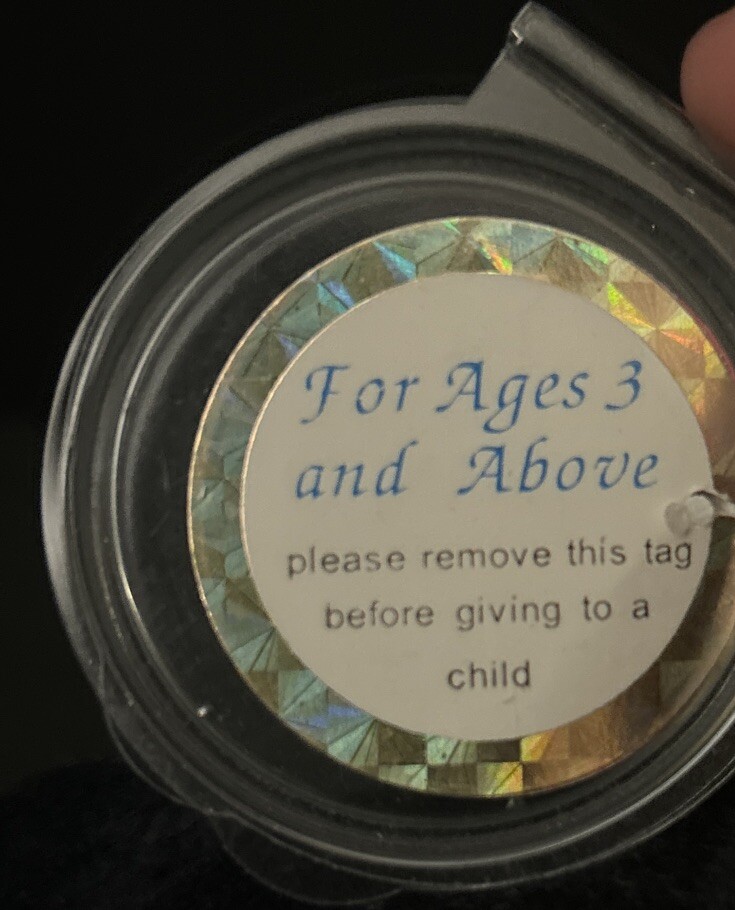 For Ages 3
and Above
please remove this tag
before giving to a
child